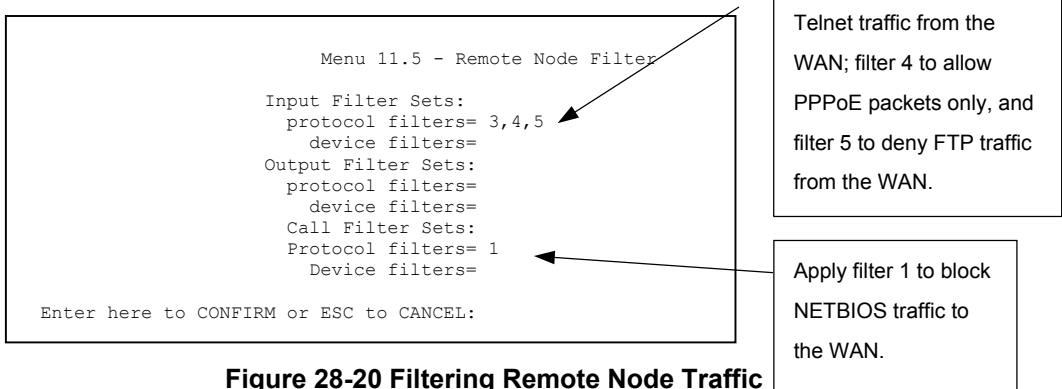 Menu 11.5 - Remote Node Filter
Input Filter Sets:
protocol filters= 3,4,5
device filters=
Output Filter Sets:
protocol filters=
device filters=
Call Filter Sets:
Protocol filters= 1
Device filters=
Enter here to CONFIRM or ESC to CANCEL:
Telnet traffic from the
WAN; filter 4 to allow
PPPoE packets only, and
filter 5 to deny FTP traffic
from the WAN.
Apply filter 1 to block
NETBIOS traffic to
the WAN.
Figure 28-20 Filtering Remote Node Traffic